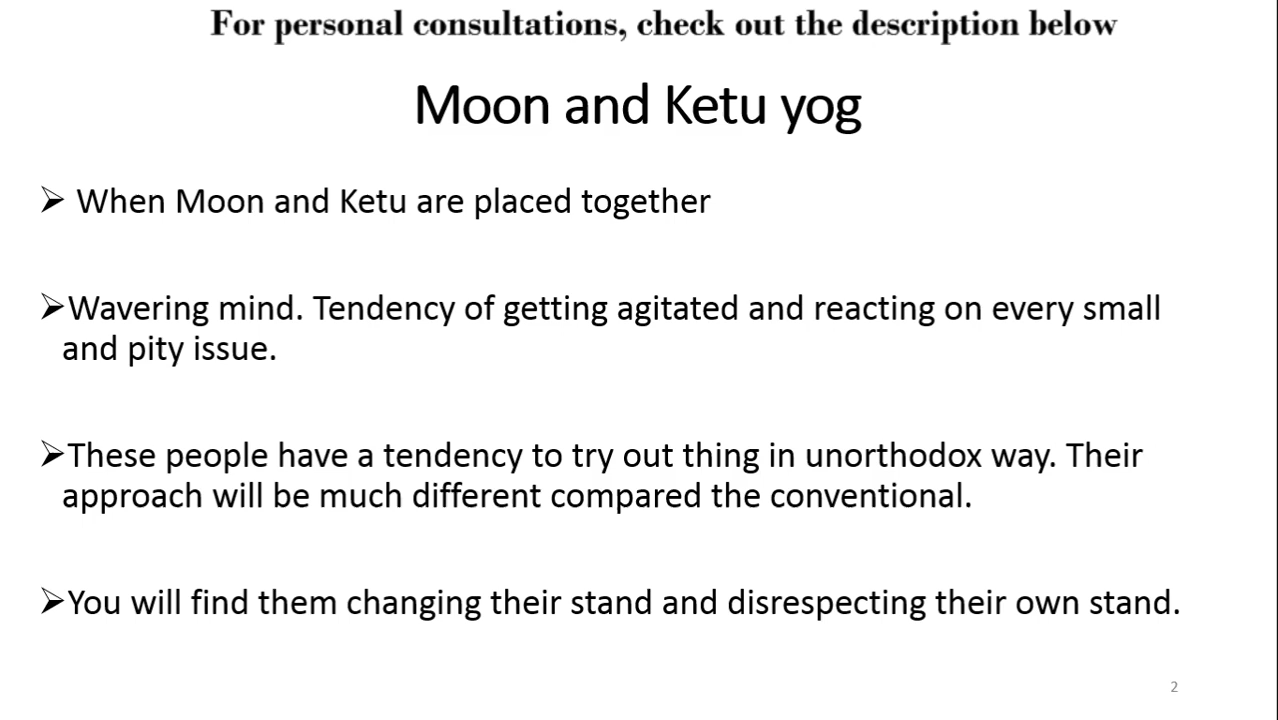 For personal consultations, check out the description below
Moon and Ketu yog
➢ When Moon and Ketu are placed together
➢Wavering mind. Tendency of getting agitated and reacting on every small
and pity issue.
➢These people have a tendency to try out thing in unorthodox way. Their
approach will be much different compared the conventional.
➢You will find them changing their stand and disrespecting their own stand.
2